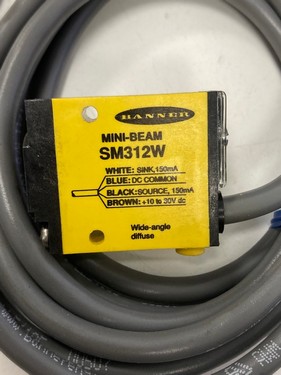 BANNER
MINI-BEAM
SM312W
WHITE: SINK, 150mA
BLUE: DC COMMON
BLACK: SOURCE, 150mA
BROWN: +10 to 30V dc
Wide-angle
diffuse